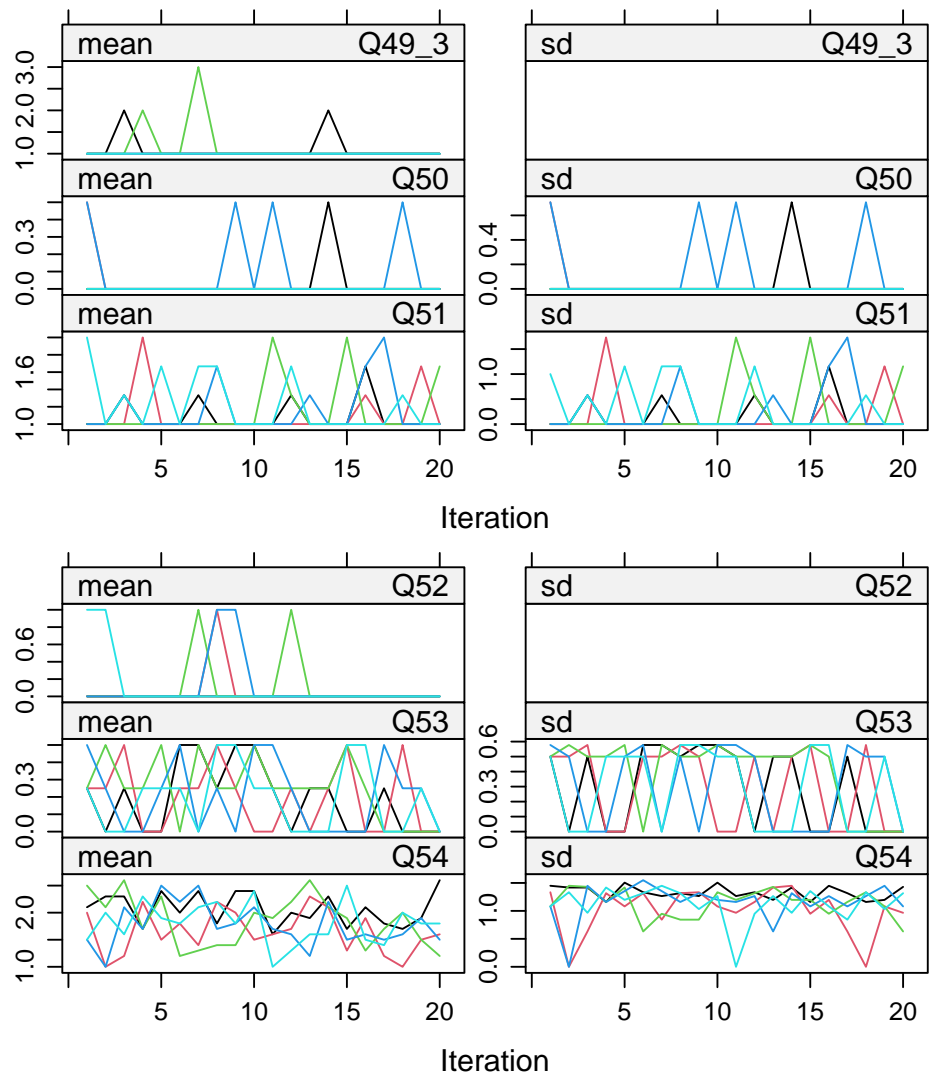 mean Q49_3 sd Q49_3
1.0 2.0 3.0
mean Q50 sd Q50
0.0 0.3 0.0 0.4
mean Q51 sd Q51
1.0 1.6 0.0 1.0
5 10 15 20 5 10 15 20
Iteration
mean Q52 sd Q52
0.0 0.6
mean Q53 sd Q53
0.0 0.3 0.0 0.3 0.6
mean Q54 sd Q54
1.0 2.0 0.0 1.0
5 10 15 20 5 10 15 20
Iteration